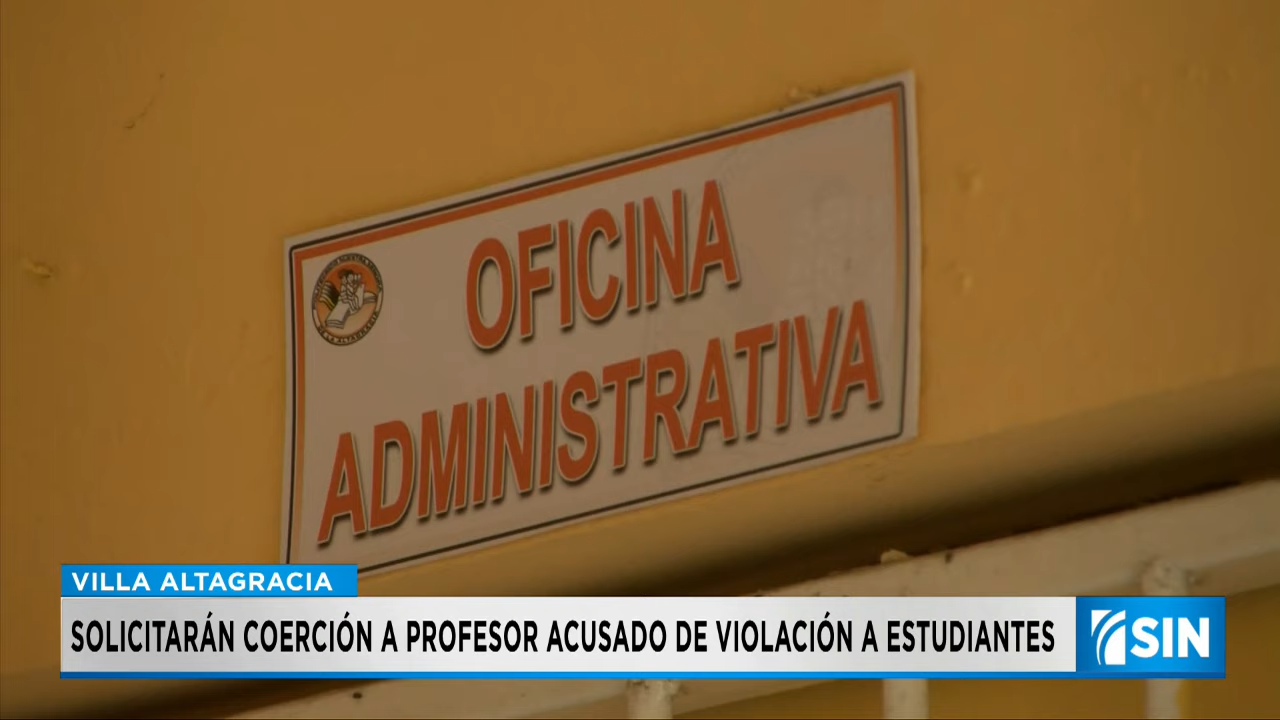 OFICINA
ADMINISTRATIVA
VILLA ALTAGRACIA
SOLICITARÁN COERCIÓN A PROFESOR ACUSADO DE VIOLACIÓN A ESTUDIANTES
SIN